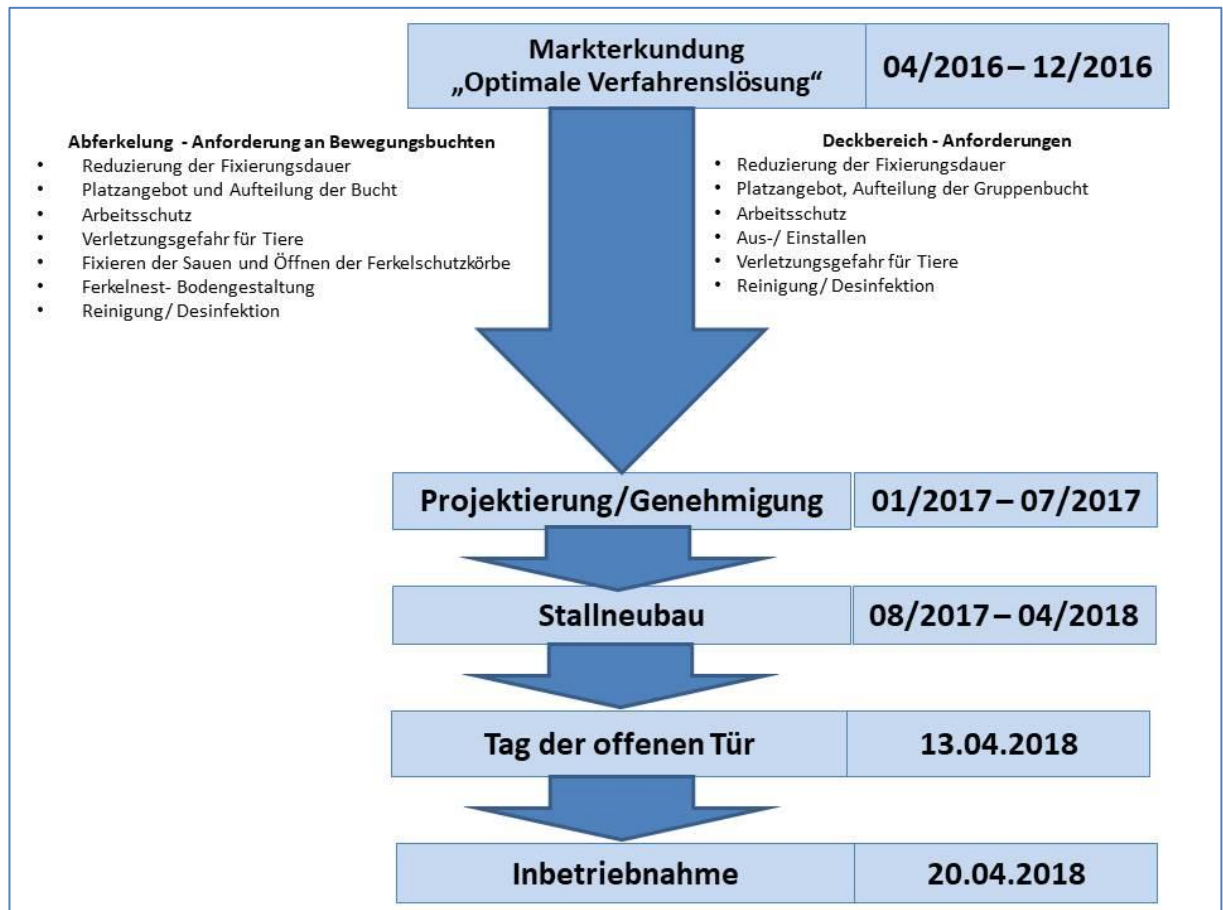 Markterkundung
„Optimale Verfahrenslösung“
04/2016 – 12/2016
Abferkelung - Anforderung an Bewegungsbuchten
• Reduzierung der Fixierungsdauer
• Platzangebot und Aufteilung der Bucht
• Arbeitsschutz
• Verletzungsgefahr für Tiere
• Fixieren der Sauen und Öffnen der Ferkelschutzkörbe
• Ferkelnest- Bodengestaltung
• Reinigung/ Desinfektion
Deckbereich - Anforderungen
• Reduzierung der Fixierungsdauer
• Platzangebot, Aufteilung der Gruppenbucht
• Arbeitsschutz
• Aus-/ Einstallen
• Verletzungsgefahr für Tiere
• Reinigung/ Desinfektion
Projektierung/Genehmigung
01/2017 – 07/2017
Stallneubau
08/2017 – 04/2018
Tag der offenen Tür
13.04.2018
Inbetriebnahme
20.04.2018